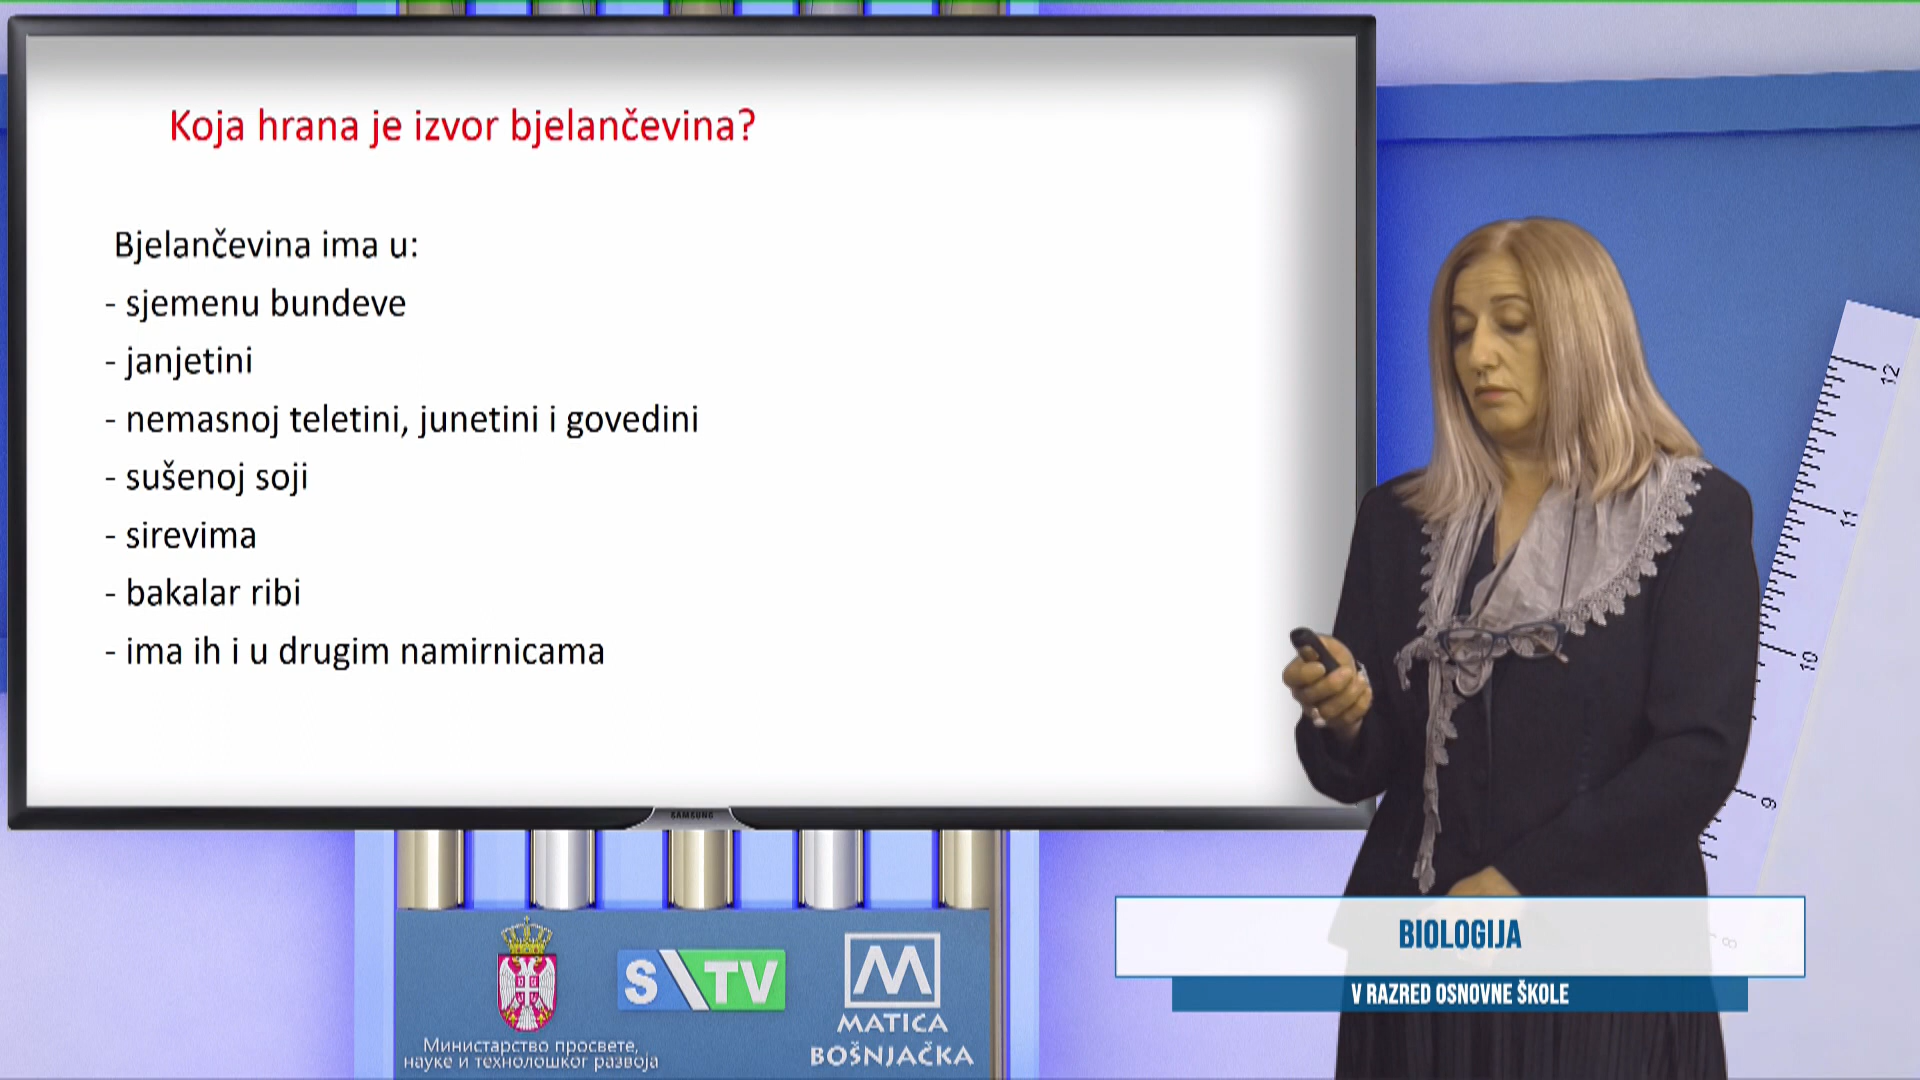 Koja hrana je izvor bjelančevina?
Bjelančevina ima u:
- sjemenu bundeve
- janjetini
- nemasnoj teletini, junetini i govedini
- sušenoj soji
- sirevima
- bakalar ribi
- ima ih i u drugim namirnicama
SAMSUNG
12
11
10
9
8
BIOLOGIJA
V RAZRED OSNOVNE ŠKOLE
Министарство просвете,
науке и технолошког развоја
S TV
M
MATICA
BOŠNJAČKA